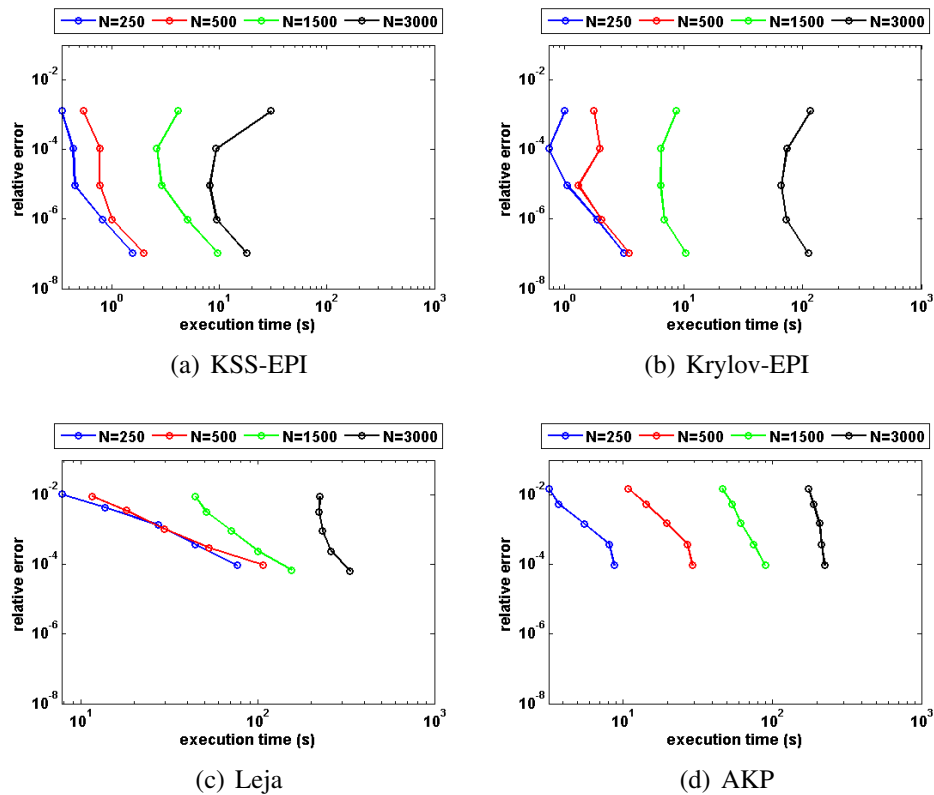 N=250 N=500 N=1500 N=3000
N=250 N=500 N=1500 N=3000
relative error
10^-2
10^-4
10^-6
10^-8
10^0 10^1 10^2 10^3
execution time (s)
(a) KSS-EPI
relative error
10^-2
10^-4
10^-6
10^-8
10^0 10^1 10^2 10^3
execution time (s)
(b) Krylov-EPI
N=250 N=500 N=1500 N=3000
N=250 N=500 N=1500 N=3000
relative error
10^-2
10^-4
10^-6
10^-8
10^1 10^2 10^3
execution time (s)
(c) Leja
relative error
10^-2
10^-4
10^-6
10^-8
10^1 10^2 10^3
execution time (s)
(d) AKP